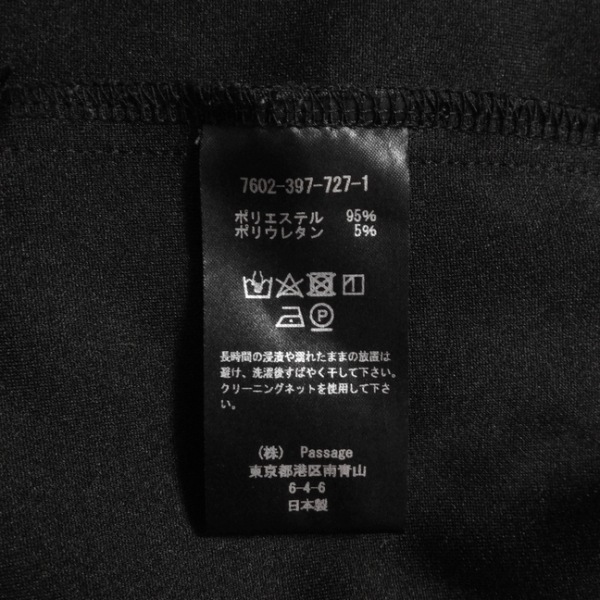 7602-397-727-1
ポリエステル 95%
ポリウレタン 5%
P
長時間の浸漬や濡れたままの放置は
避け、洗濯後すばやく干して下さい。
クリーニングネットを使用して下さ
い。
(株) Passage
東京都港区南青山
6-4-6
日本製